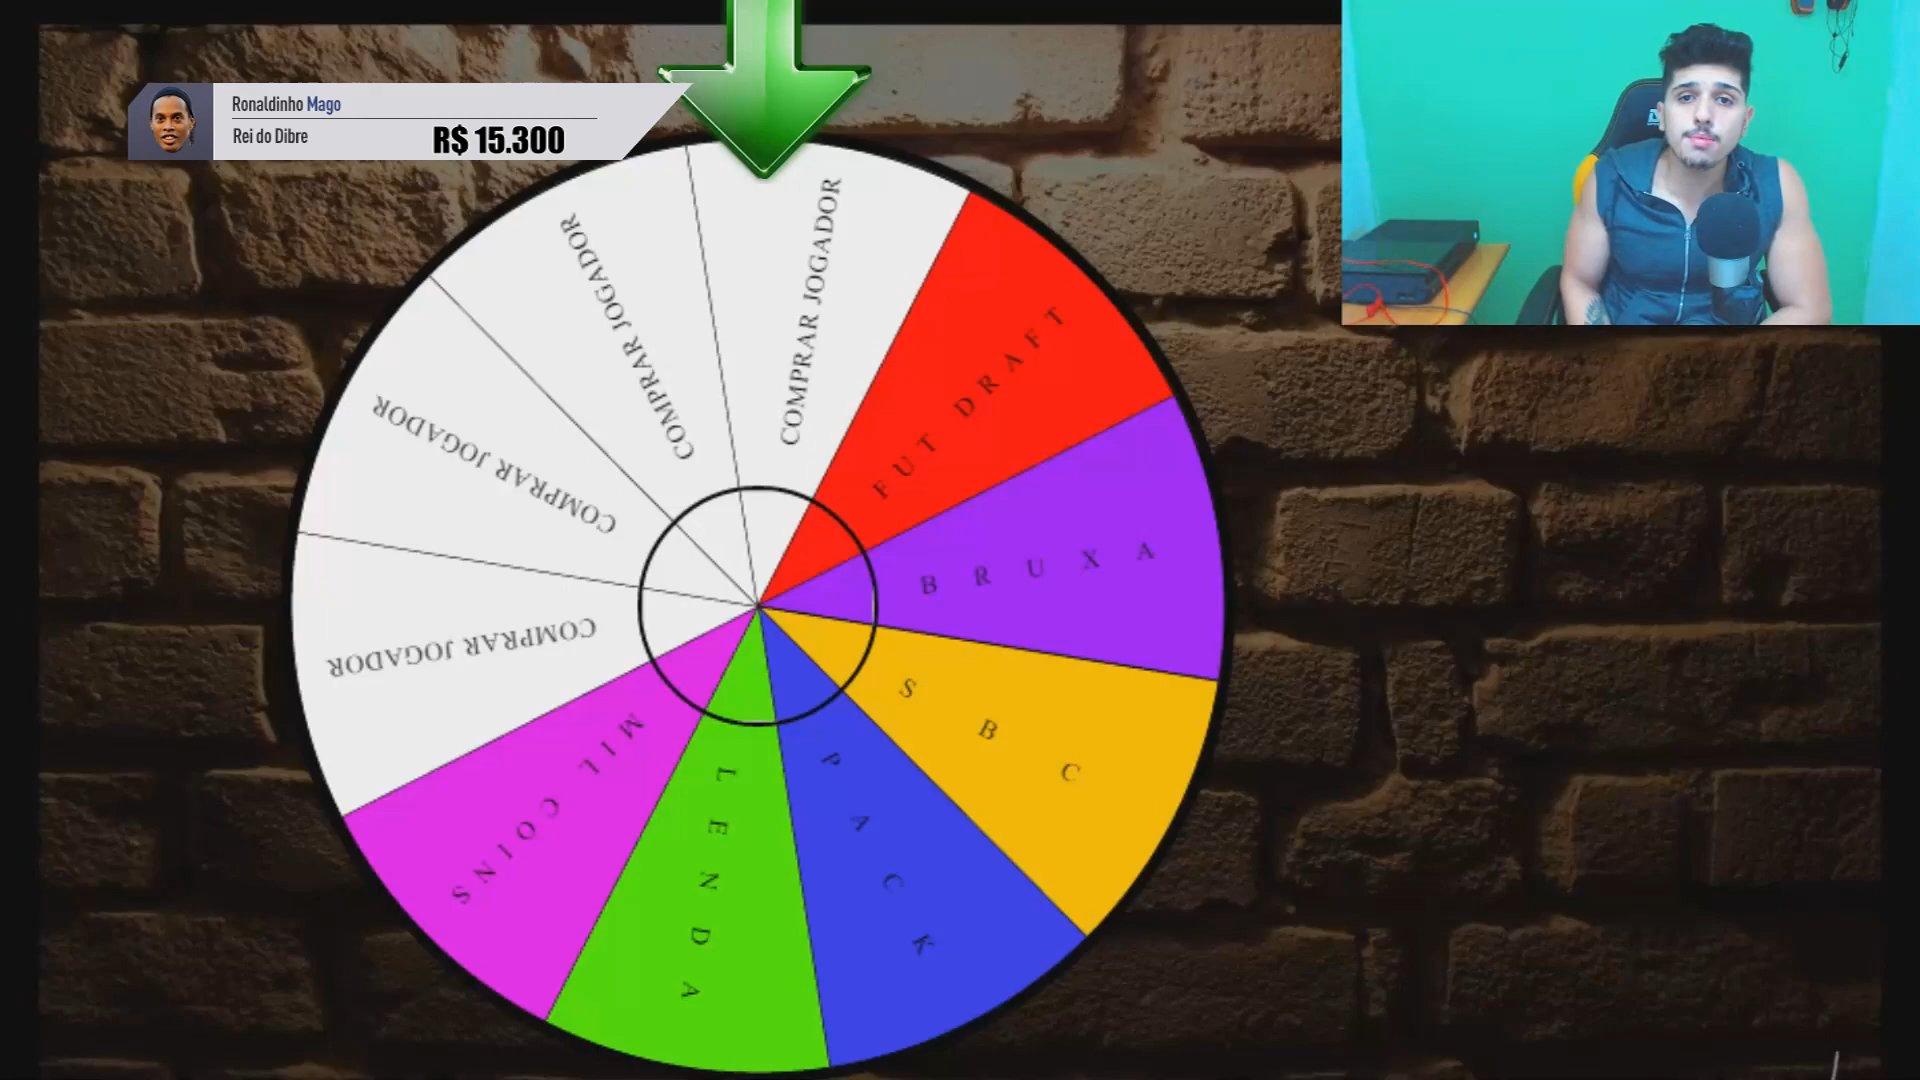 Ronaldinho Mago
Rei do Dibre
R$ 15.300
COMPRAR JOGADOR
FUT DRAFT
BRUXA
SBC
PACK
LENDA
MIL COINS
COMPRAR JOGADOR
COMPRAR JOGADOR
COMPRAR JOGADOR